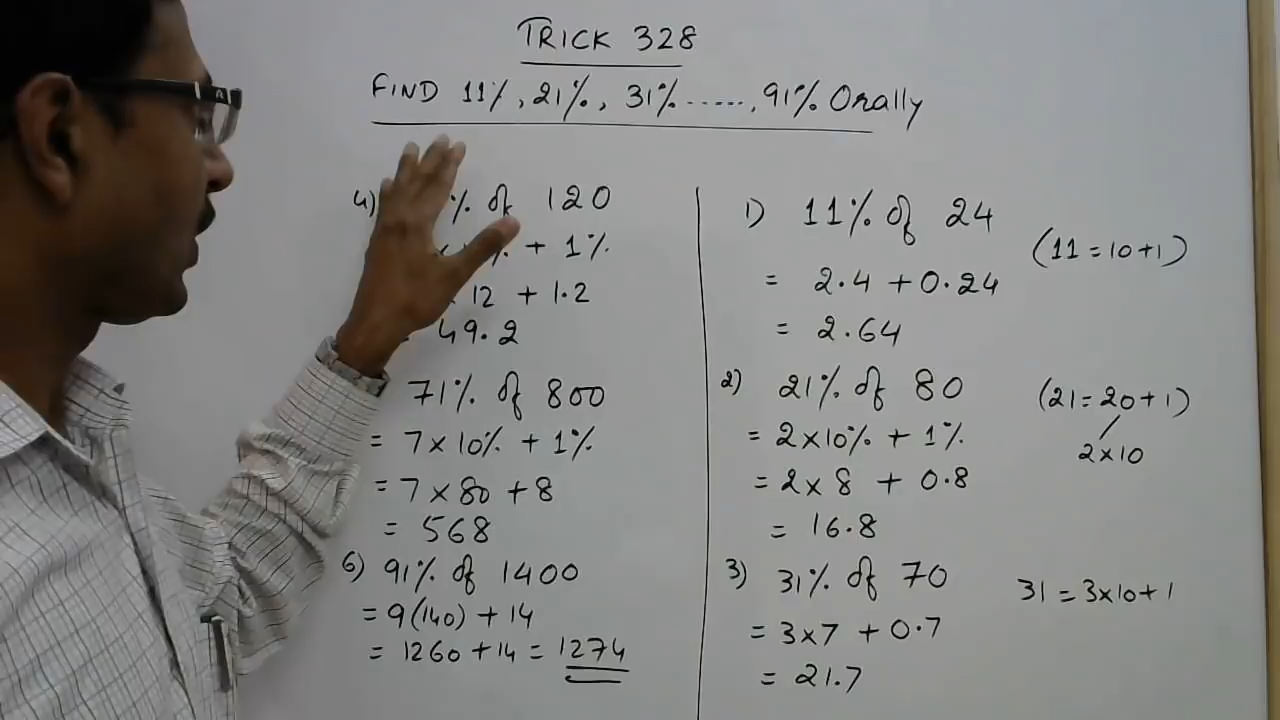 TRICK 328
FIND 11%, 21%, 31% ......, 91% Orally
4) % of 120
% + 1%
12 + 1.2
49.2
71% of 800
= 7 x 10% + 1%
= 7 x 80 + 8
= 568
6) 91% of 1400
= 9(140) + 14
= 1260 + 14 = 1274
1) 11% of 24
(11 = 10 + 1)
= 2.4 + 0.24
= 2.64
2) 21% of 80
(21 = 20 + 1)
2 x 10
= 2 x 10% + 1%
= 2 x 8 + 0.8
= 16.8
3) 31% of 70
31 = 3 x 10 + 1
= 3 x 7 + 0.7
= 21.7